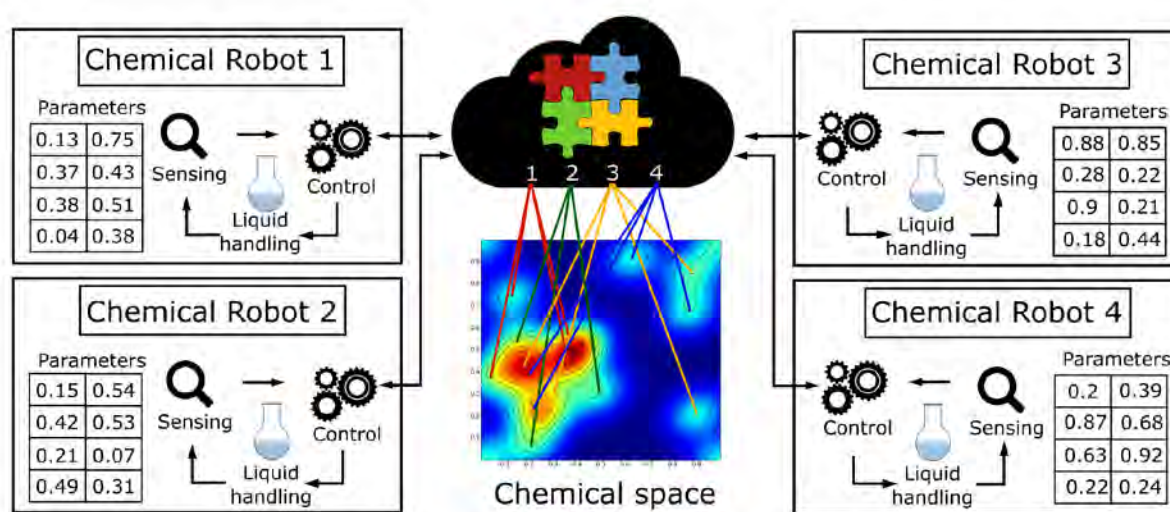 Chemical Robot 1
Parameters
0.13 0.75
0.37 0.43
0.38 0.51
0.04 0.38
Sensing
Control
Liquid
handling
Chemical Robot 2
Parameters
0.15 0.54
0.42 0.53
0.21 0.07
0.49 0.31
Sensing
Control
Liquid
handling
1 2 3 4
Chemical space
Chemical Robot 3
Parameters
0.88 0.85
0.28 0.22
0.9 0.21
0.18 0.44
Control
Sensing
Liquid
handling
Chemical Robot 4
Parameters
0.2 0.39
0.87 0.68
0.63 0.92
0.22 0.24
Control
Sensing
Liquid
handling